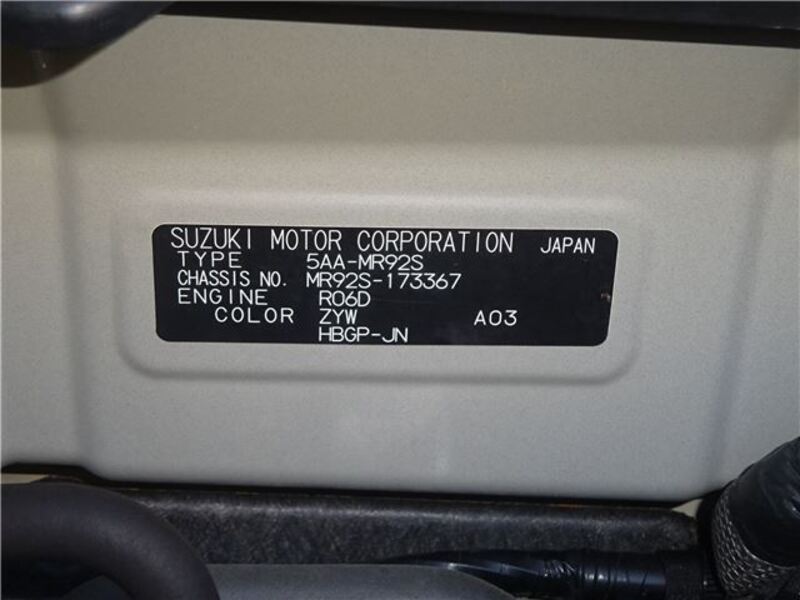 SUZUKI MOTOR CORPORATION JAPAN
TYPE 5AA-MR92S
CHASSIS NO. MR92S-173367
ENGINE R06D
COLOR ZYW A03
HBGP-JN